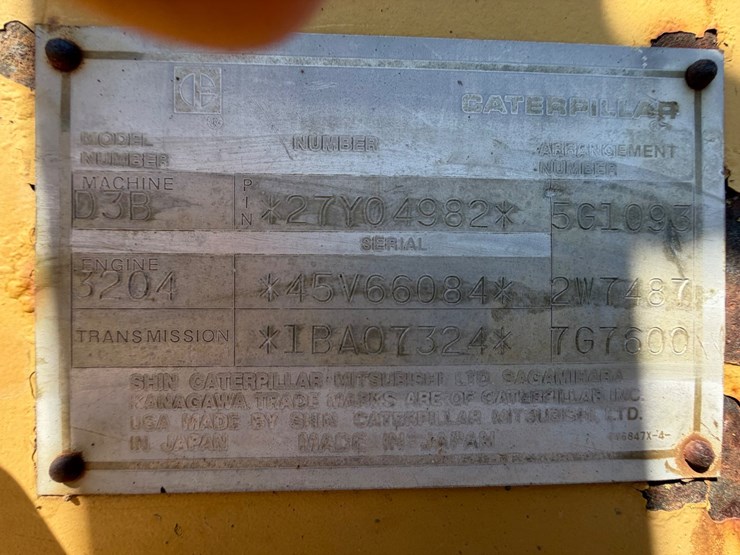 CATERPILLAR
MODEL NUMBER NUMBER ARRANGEMENT NUMBER
MACHINE D3B PIN *27Y04982* 5G1093
SERIAL
ENGINE 3204 *45V66084* 2W7487
TRANSMISSION *1BA07324* 7G7600
SHIN CATERPILLAR MITSUBISHI LTD. SAGAMIHARA
KANAGAWA TRADE MARKS ARE OF CATERPILLAR INC.
USA MADE BY SHIN CATERPILLAR MITSUBISHI LTD.
IN JAPAN MADE IN JAPAN